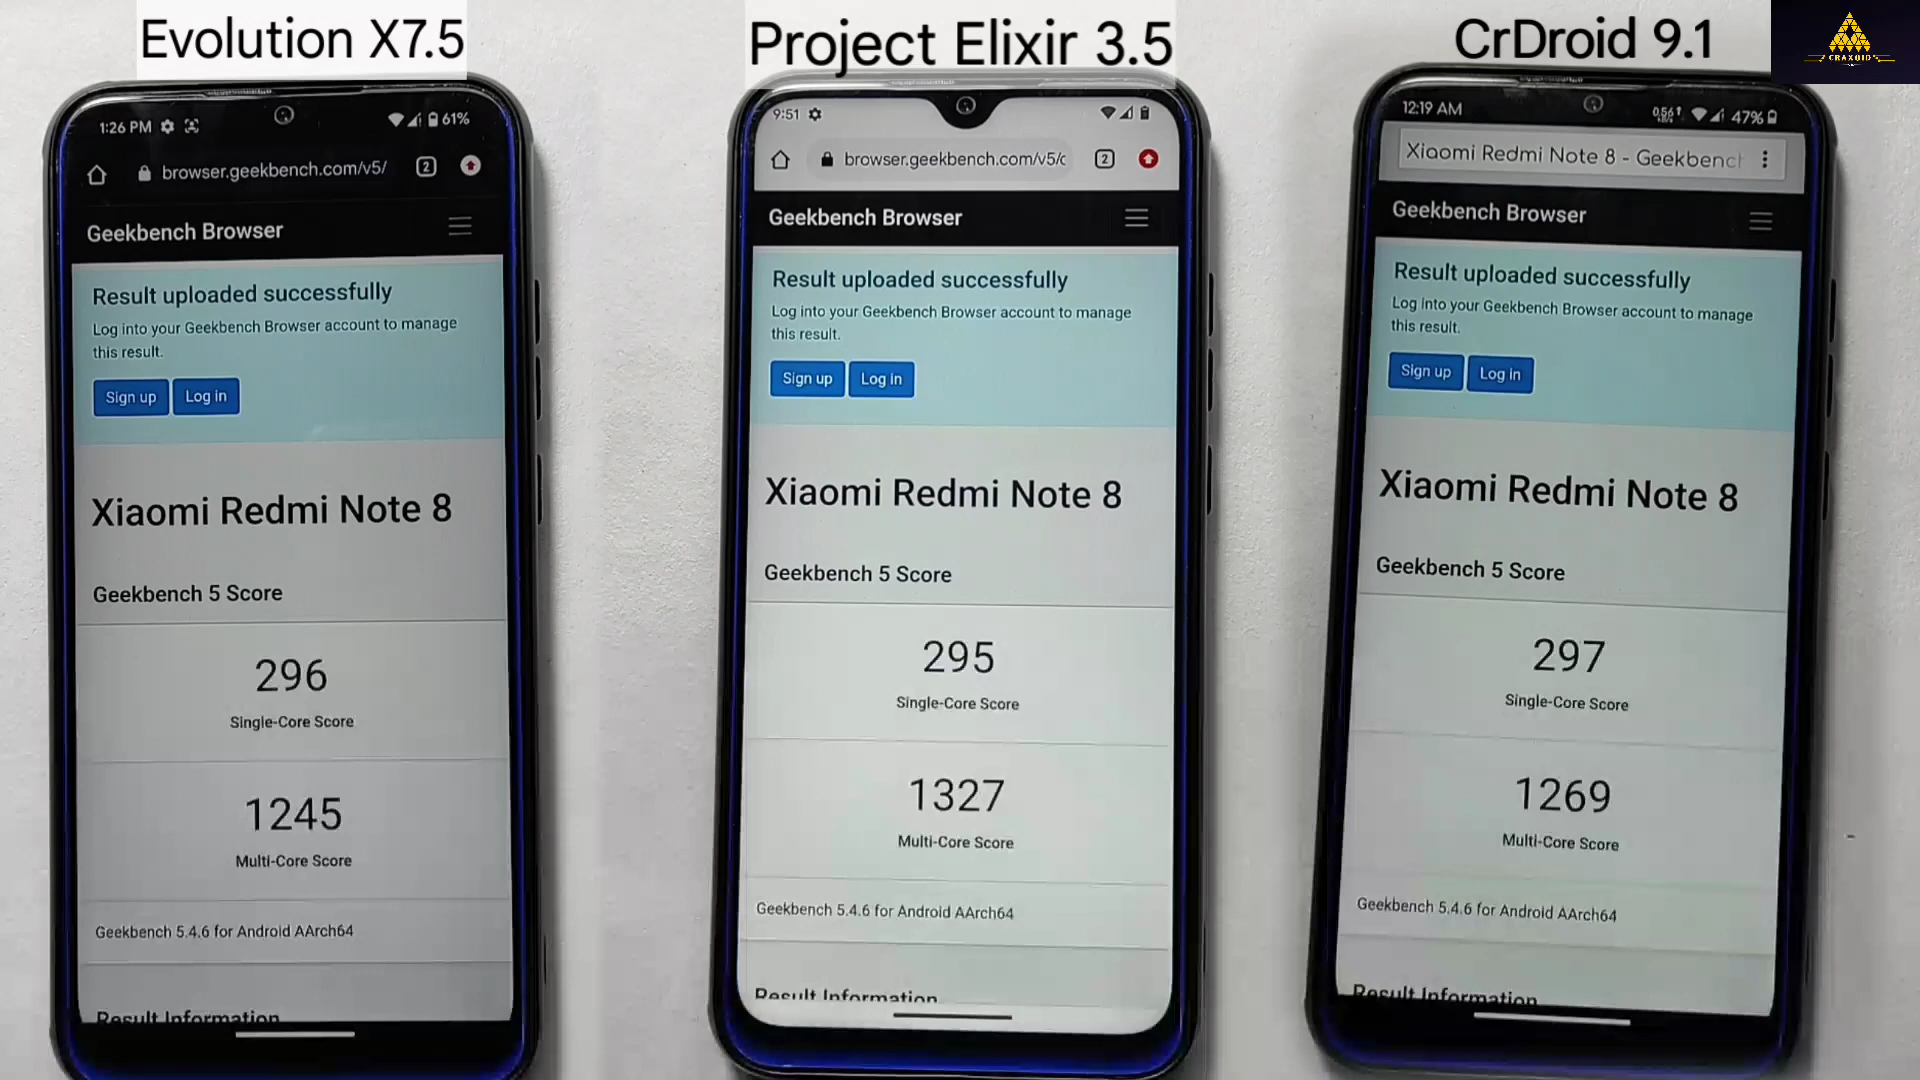 Evolution X7.5
1:26 PM
61%
browser.geekbench.com/v5/
2
Geekbench Browser
Result uploaded successfully
Log into your Geekbench Browser account to manage
this result.
Sign up
Log in
Xiaomi Redmi Note 8
Geekbench 5 Score
296
Single-Core Score
1245
Multi-Core Score
Geekbench 5.4.6 for Android AArch64
Result Information
Project Elixir 3.5
9:51
browser.geekbench.com/v5/c
2
Geekbench Browser
Result uploaded successfully
Log into your Geekbench Browser account to manage
this result.
Sign up
Log in
Xiaomi Redmi Note 8
Geekbench 5 Score
295
Single-Core Score
1327
Multi-Core Score
Geekbench 5.4.6 for Android AArch64
Result Information
CrDroid 9.1
CRAXOID
12:19 AM
0.56
47%
Xiaomi Redmi Note 8 - Geekbench
Geekbench Browser
Result uploaded successfully
Log into your Geekbench Browser account to manage
this result.
Sign up
Log in
Xiaomi Redmi Note 8
Geekbench 5 Score
297
Single-Core Score
1269
Multi-Core Score
Geekbench 5.4.6 for Android AArch64
Result Information